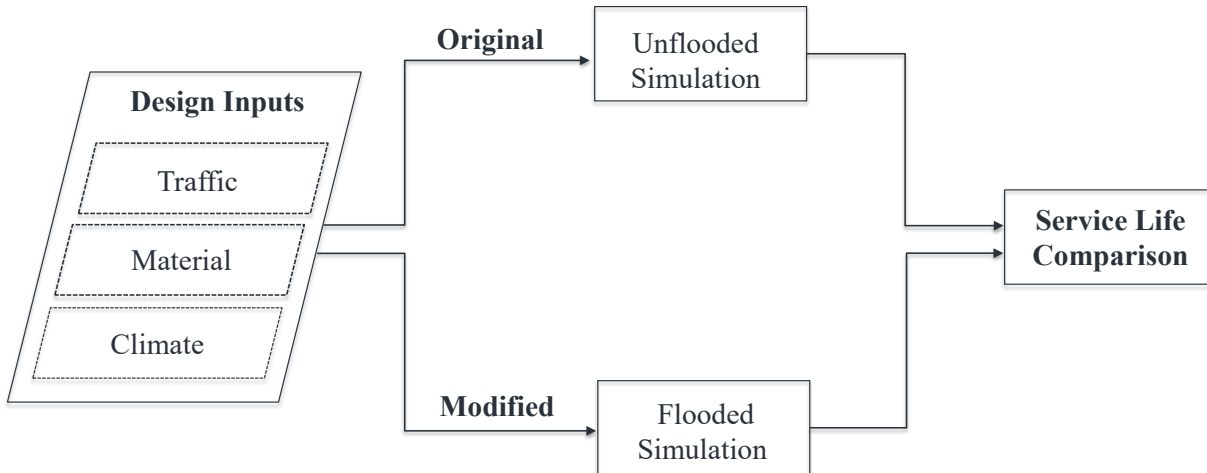 Design Inputs
Traffic
Material
Climate
Original
Unflooded
Simulation
Modified
Flooded
Simulation
Service Life
Comparison